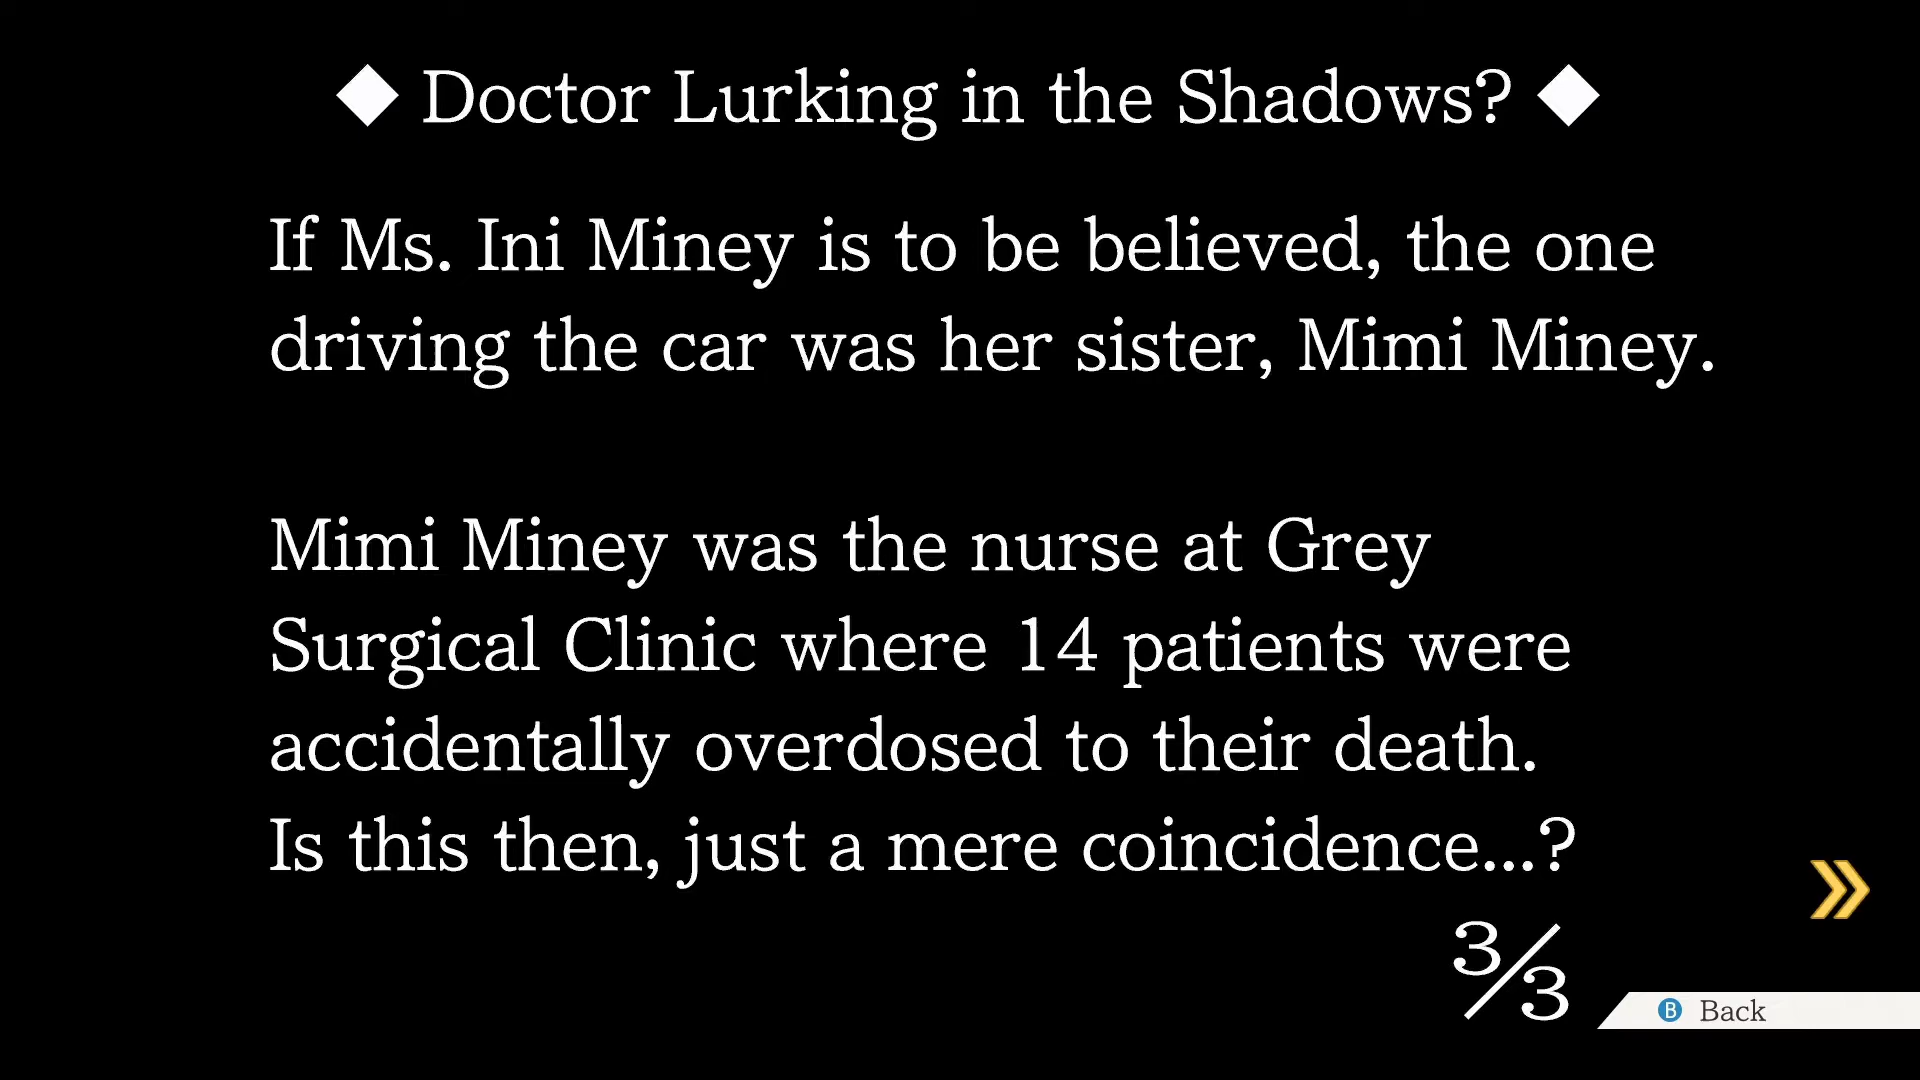 ◆ Doctor Lurking in the Shadows? ◆
If Ms. Ini Miney is to be believed, the one
driving the car was her sister, Mimi Miney.
Mimi Miney was the nurse at Grey
Surgical Clinic where 14 patients were
accidentally overdosed to their death.
Is this then, just a mere coincidence...?
3/3
B Back